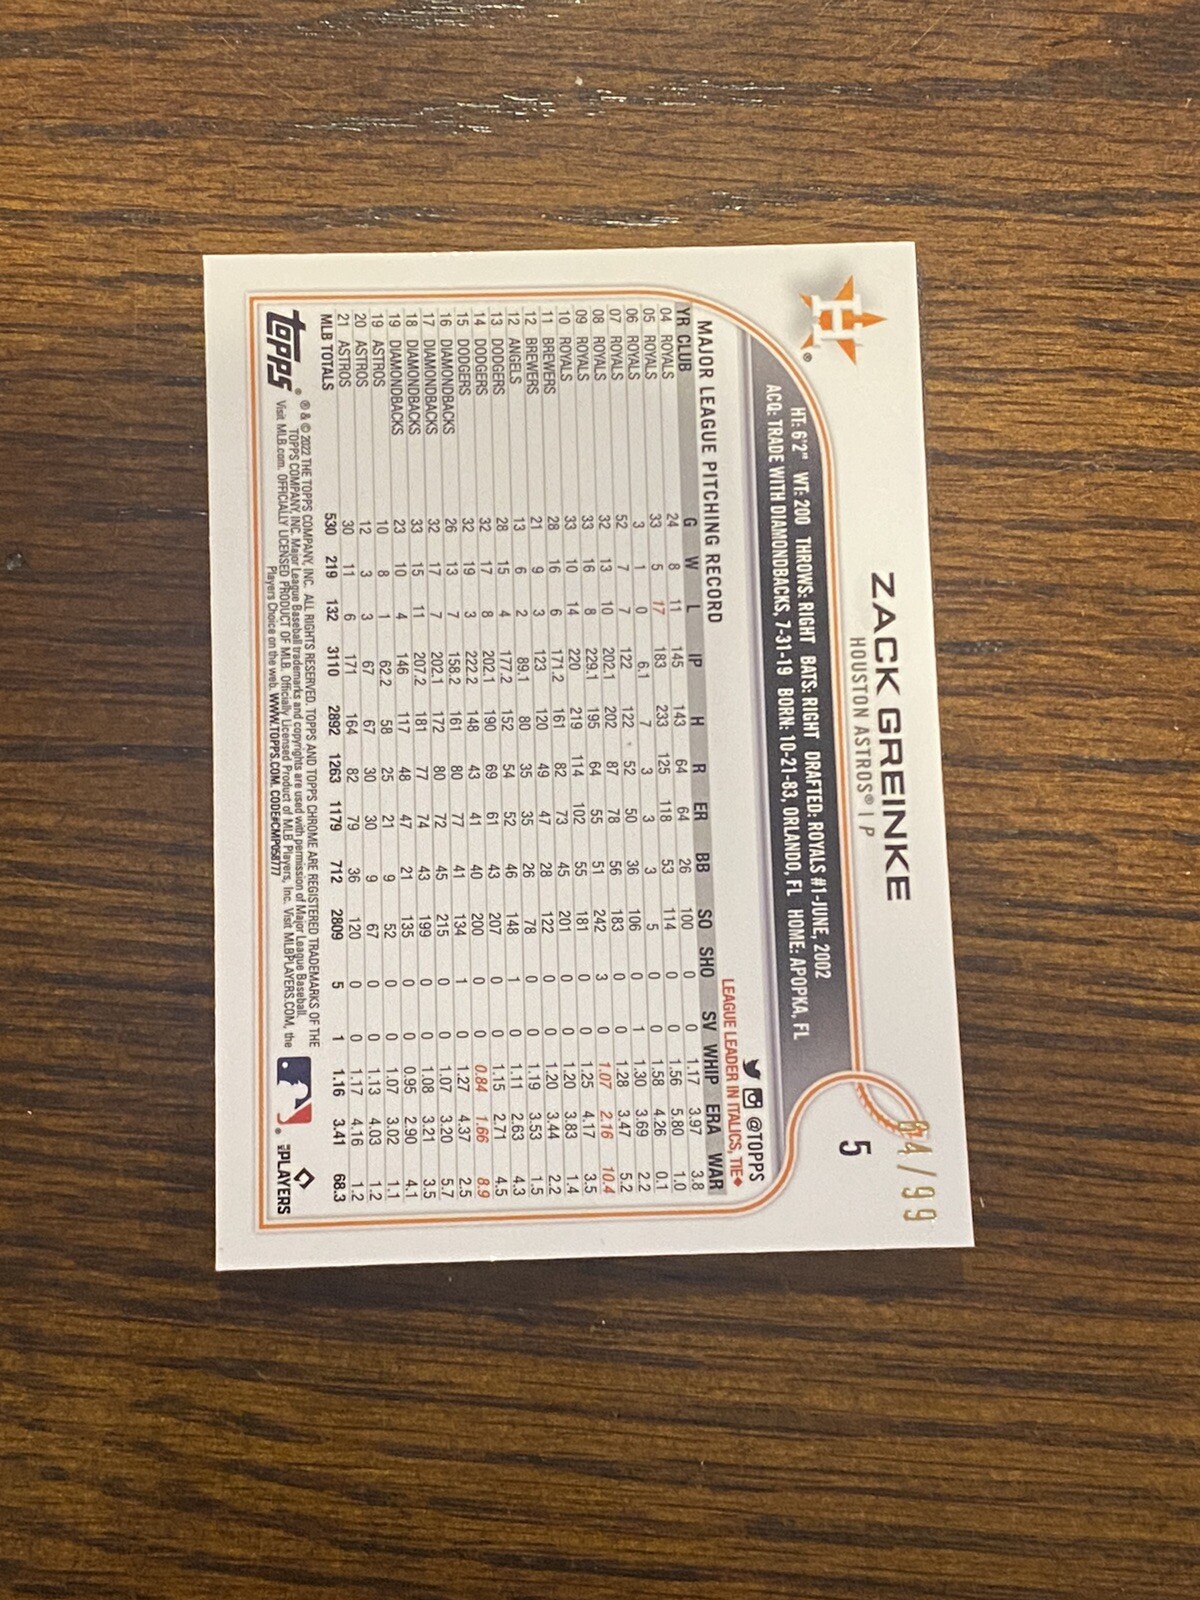 ZACK GREINKE
HOUSTON ASTROS® | P
5
HT: 6'2" WT: 200 THROWS: RIGHT BATS: RIGHT DRAFTED: ROYALS #1-JUNE, 2002
ACQ: TRADE WITH DIAMONDBACKS, 7-31-19 BORN: 10-21-83, ORLANDO, FL HOME: APOPKA, FL
@TOPPS
MAJOR LEAGUE PITCHING RECORD LEAGUE LEADER IN ITALICS, TIE♦
YR CLUB G W L IP H R ER BB SO SHO SV WHIP ERA WAR
04 ROYALS 24 8 11 145 143 64 64 26 100 0 0 1.17 3.97 3.8
05 ROYALS 33 5 17 183 233 125 118 53 114 0 0 1.56 5.80 1.0
06 ROYALS 3 1 0 6.1 7 3 3 3 5 0 0 1.58 4.26 0.1
07 ROYALS 52 7 7 122 122 52 50 36 106 0 1 1.30 3.69 2.2
08 ROYALS 32 13 10 202.1 202 87 78 56 183 0 0 1.28 3.47 5.2
09 ROYALS 33 16 8 229.1 195 64 55 51 242 3 0 1.07 2.16 10.4
10 ROYALS 33 10 14 220 219 114 102 55 181 0 0 1.25 4.17 3.5
11 BREWERS 28 16 6 171.2 161 82 73 45 201 0 0 1.20 3.83 1.4
12 BREWERS 21 9 3 123 120 49 47 28 122 0 0 1.20 3.44 2.2
12 ANGELS 13 6 2 89.1 80 35 35 26 78 0 0 1.19 3.53 1.5
13 DODGERS 28 15 4 177.2 152 54 52 46 148 1 0 1.11 2.63 4.3
14 DODGERS 32 17 8 202.1 190 69 61 43 207 0 0 1.15 2.71 4.5
15 DODGERS 32 19 3 222.2 148 43 41 40 200 0 0 0.84 1.66 8.9
16 DIAMONDBACKS 26 13 7 158.2 161 80 77 41 134 1 0 1.27 4.37 2.5
17 DIAMONDBACKS 32 17 7 202.1 172 80 72 45 215 0 0 1.07 3.20 5.7
18 DIAMONDBACKS 33 15 11 207.2 181 77 74 43 199 0 0 1.08 3.21 3.5
19 DIAMONDBACKS 23 10 4 146 117 48 47 21 135 0 0 0.95 2.90 4.1
19 ASTROS 10 8 1 62.2 58 25 21 9 52 0 0 1.07 3.02 1.1
20 ASTROS 12 3 3 67 67 30 30 9 67 0 0 1.13 4.03 1.2
21 ASTROS 30 11 6 171 164 82 79 36 120 0 0 1.17 4.16 1.2
MLB TOTALS 530 219 132 3110 2892 1263 1179 712 2809 5 1 1.16 3.41 68.3
topps®
® & © 2022 THE TOPPS COMPANY, INC. ALL RIGHTS RESERVED. TOPPS AND TOPPS CHROME ARE REGISTERED TRADEMARKS OF THE
TOPPS COMPANY, INC. Major League Baseball trademarks and copyrights are used with permission of Major League Baseball.
Visit MLB.com. OFFICIALLY LICENSED PRODUCT OF MLB. Officially Licensed Product of MLB Players, Inc. Visit MLBPLAYERS.COM, the
Players Choice on the web. WWW.TOPPS.COM. CODE#CMP058777
MLB PLAYERS